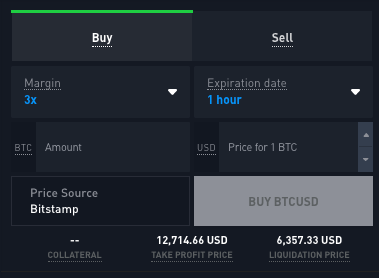 Buy Sell
Margin Expiration date
3x 1 hour
BTC Amount USD Price for 1 BTC
Price Source
Bitstamp
BUY BTCUSD
-- 12,714.66 USD 6,357.33 USD
COLLATERAL TAKE PROFIT PRICE LIQUIDATION PRICE